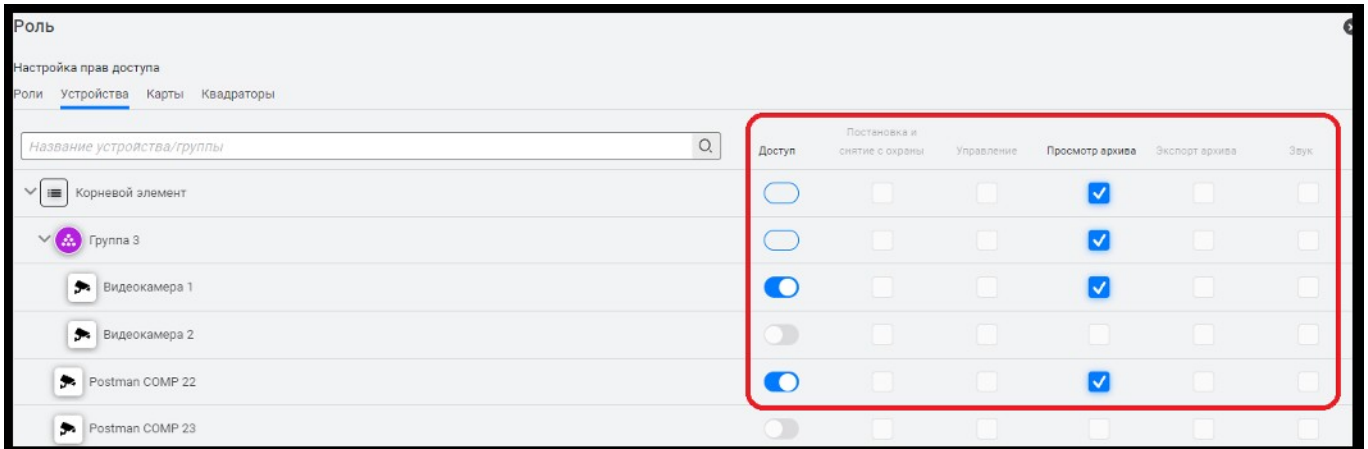 Роль
Настройка прав доступа
Роли Устройства Карты Квадраторы
Название устройства/группы
Доступ Постановка и снятие с охраны Управление Просмотр архива Экспорт архива Звук
Корневой элемент
Группа 3
Видеокамера 1
Видеокамера 2
Postman COMP 22
Postman COMP 23